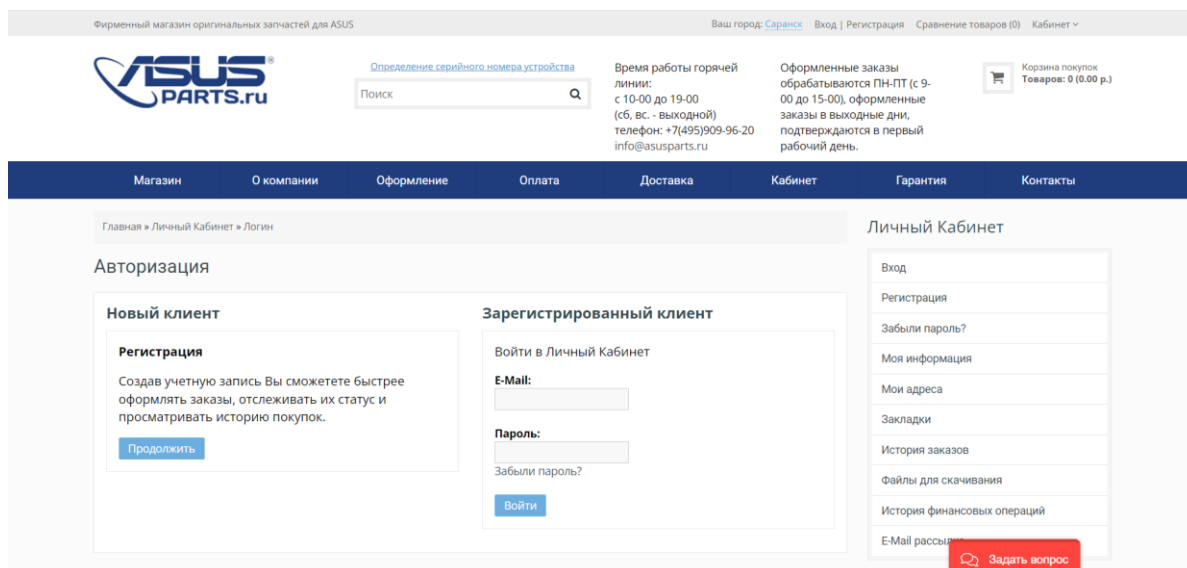 Фирменный магазин оригинальных запчастей для ASUS
Ваш город: Саранск Вход | Регистрация Сравнение товаров (0) Кабинет
ASUS®
PARTS.ru
Определение серийного номера устройства
Поиск
Время работы горячей
линии:
с 10-00 до 19-00
(сб, вс. - выходной)
телефон: +7(495)909-96-20
info@asusparts.ru
Оформленные заказы
обрабатываются ПН-ПТ (с 9-
00 до 15-00), оформленные
заказы в выходные дни,
подтверждаются в первый
рабочий день.
Корзина покупок
Товаров: 0 (0.00 р.)
Магазин О компании Оформление Оплата Доставка Кабинет Гарантия Контакты
Главная » Личный Кабинет » Логин
Авторизация
Новый клиент
Регистрация
Создав учетную запись Вы сможетете быстрее
оформлять заказы, отслеживать их статус и
просматривать историю покупок.
Продолжить
Зарегистрированный клиент
Войти в Личный Кабинет
E-Mail:
Пароль:
Забыли пароль?
Войти
Личный Кабинет
Вход
Регистрация
Забыли пароль?
Моя информация
Мои адреса
Закладки
История заказов
Файлы для скачивания
История финансовых операций
E-Mail
Задать вопрос